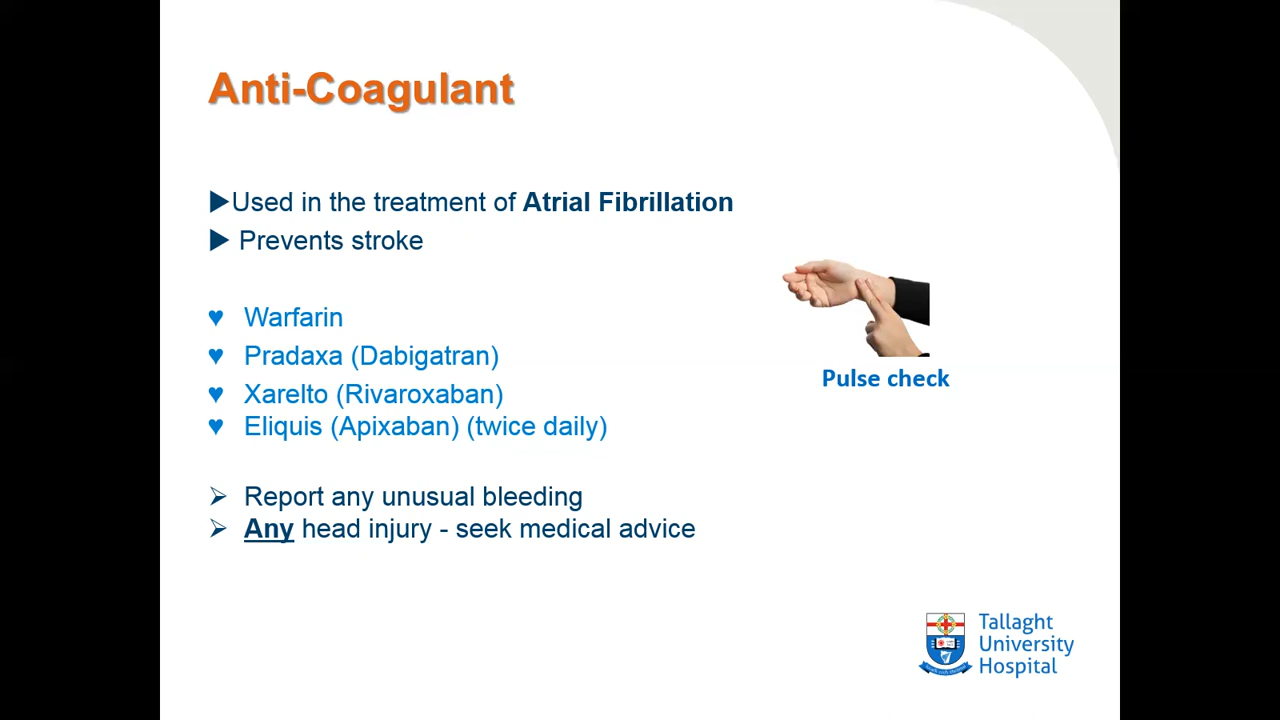 Anti-Coagulant
Used in the treatment of Atrial Fibrillation
Prevents stroke
Warfarin
Pradaxa (Dabigatran)
Xarelto (Rivaroxaban)
Eliquis (Apixaban) (twice daily)
Pulse check
Report any unusual bleeding
Any head injury - seek medical advice
Tallaght
University
Hospital